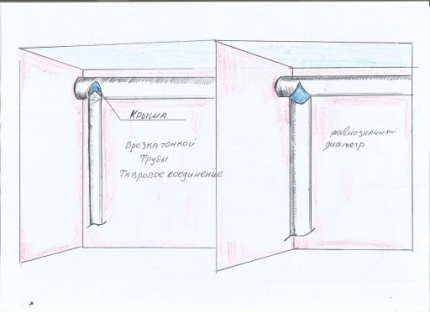 Крыша
Врезка тонкой
трубы
Тавровое соединение
равнозначный
диаметр